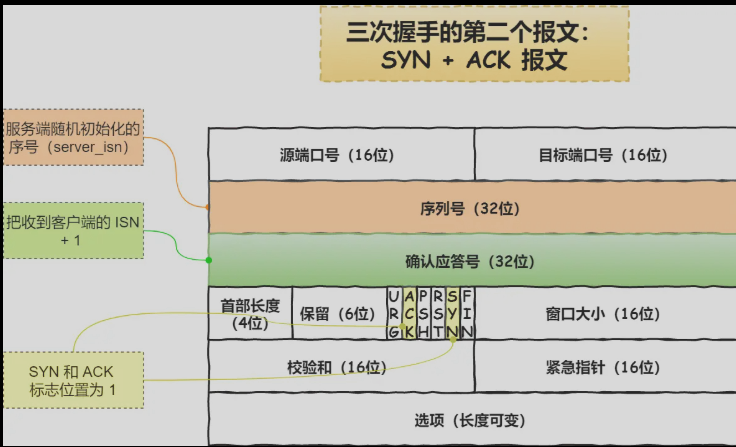 三次握手的第二个报文：
SYN + ACK 报文
服务端随机初始化的
序号（server_isn）
源端口号（16位）
目标端口号（16位）
序列号（32位）
把收到客户端的 ISN
+ 1
确认应答号（32位）
首部长度
（4位）
保留（6位）
URG
ACK
PSH
RST
SYN
FIN
窗口大小（16位）
SYN 和 ACK
标志位置为 1
校验和（16位）
紧急指针（16位）
选项（长度可变）